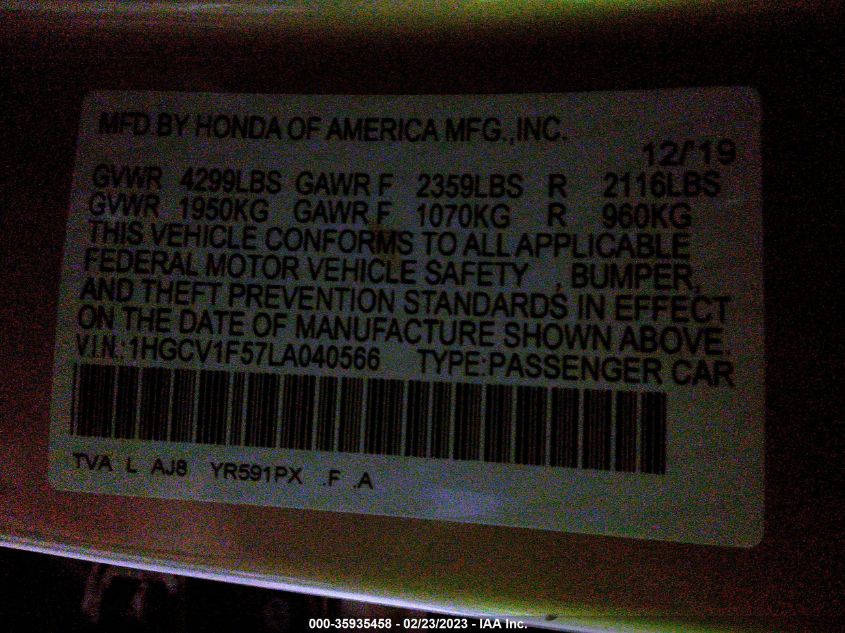 MFD.BY HONDA OF AMERICA MFG.,INC.
12/'19
GVWR 4299LBS GAWR F 2359LBS R 2116LBS
GVWR 1950KG GAWR F 1070KG R 960KG
THIS VEHICLE CONFORMS TO ALL APPLICABLE
FEDERAL MOTOR VEHICLE SAFETY , BUMPER,
AND THEFT PREVENTION STANDARDS IN EFFECT
ON THE DATE OF MANUFACTURE SHOWN ABOVE.
V.I.N.:1HGCV1F57LA040566 TYPE:PASSENGER CAR
TVA L AJ8 YR591PX .F .A
000-35935458 - 02/23/2023 - IAA Inc.